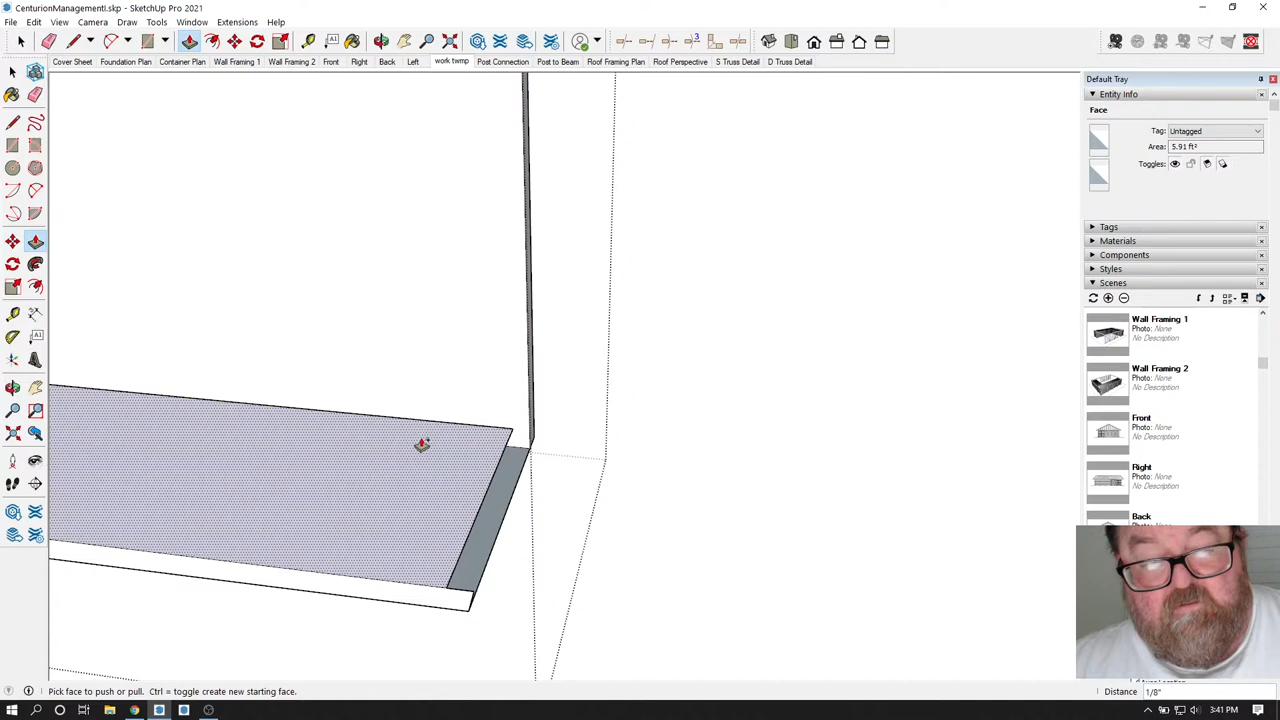 CenturionManagementI.skp - SketchUp Pro 2021
File Edit View Camera Draw Tools Window Extensions Help
Cover Sheet Foundation Plan Container Plan Wall Framing 1 Wall Framing 2 Front Right Back Left work twmp Post Connection Post to Beam Roof Framing Plan Roof Perspective S Truss Detail D Truss Detail
Default Tray
Entity Info
Face
Tag: Untagged
Area: 5.91 ft²
Toggles:
Tags
Materials
Components
Styles
Scenes
Wall Framing 1
Photo: None
No Description
Wall Framing 2
Photo: None
No Description
Front
Photo: None
No Description
Right
Photo: None
No Description
Back
Pick face to push or pull. Ctrl = toggle create new starting face.
Distance 1/8"
3:41 PM